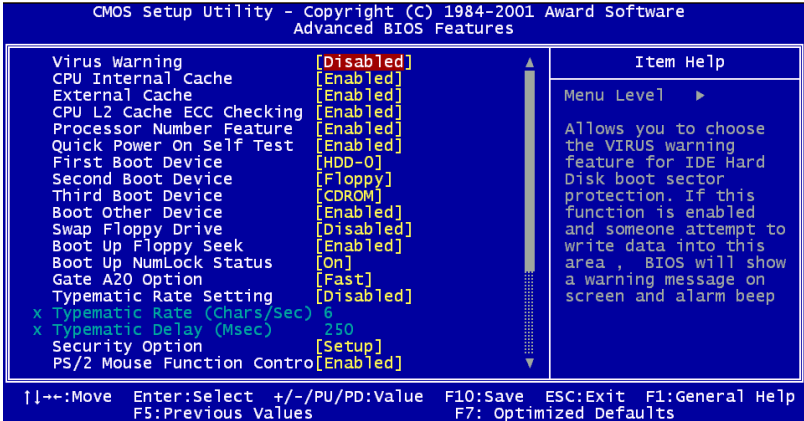 CMOS Setup Utility – Copyright (C) 1984-2001 Award Software
Advanced BIOS Features
Virus Warning [Disabled]
CPU Internal Cache [Enabled]
External Cache [Enabled]
CPU L2 Cache ECC Checking [Enabled]
Processor Number Feature [Enabled]
Quick Power On Self Test [Enabled]
First Boot Device [HDD-0]
Second Boot Device [Floppy]
Third Boot Device [CDROM]
Boot Other Device [Enabled]
Swap Floppy Drive [Disabled]
Boot Up Floppy Seek [Enabled]
Boot Up NumLock Status [On]
Gate A20 Option [Fast]
Typematic Rate Setting [Disabled]
x Typematic Rate (Chars/Sec) 6
x Typematic Delay (Msec) 250
Security Option [Setup]
PS/2 Mouse Function Contro[Enabled]
Item Help
Menu Level ▶
Allows you to choose
the VIRUS warning
feature for IDE Hard
Disk boot sector
protection. If this
function is enabled
and someone attempt to
write data into this
area , BIOS will show
a warning message on
screen and alarm beep
↑↓→←:Move Enter:Select +/-/PU/PD:Value F10:Save ESC:Exit F1:General Help
F5:Previous Values F7: Optimized Defaults